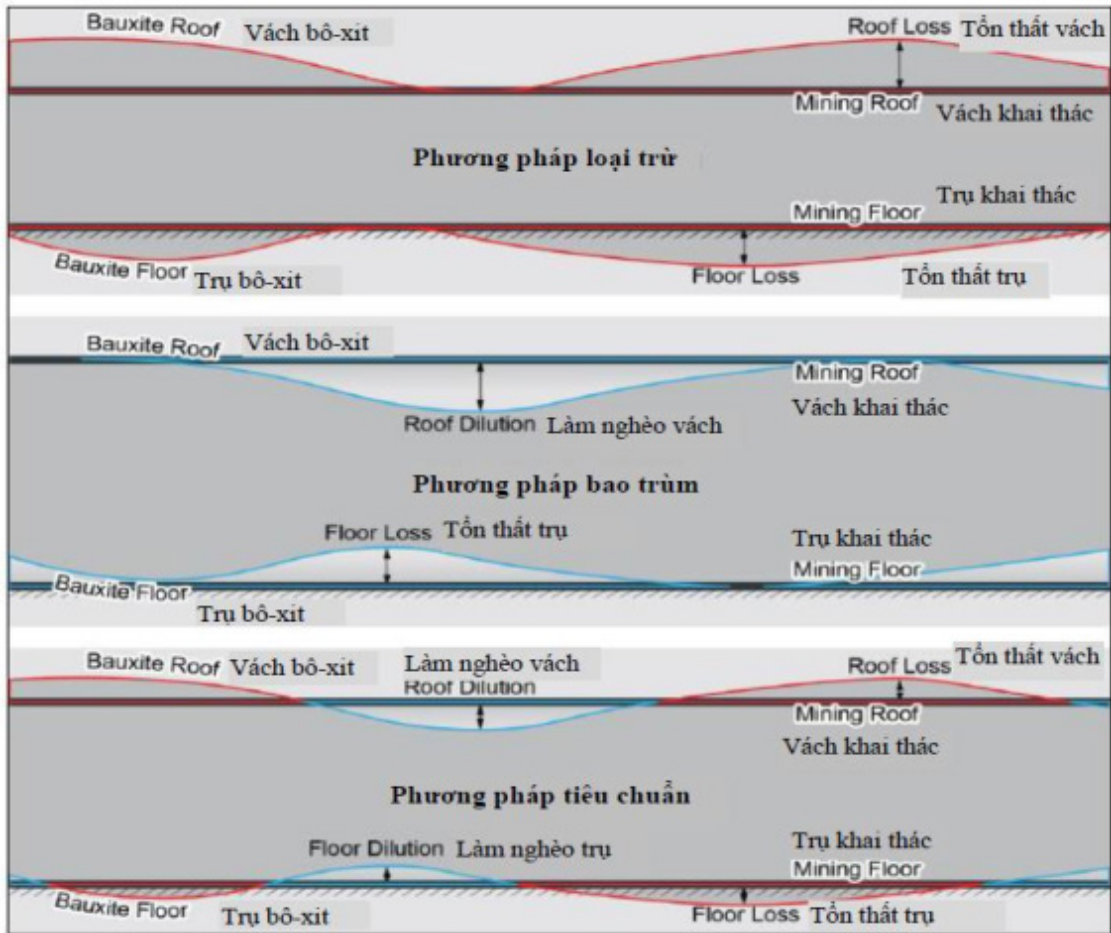 Bauxite Roof Vách bô-xit Roof Loss Tổn thất vách
Mining Roof Vách khai thác
Phương pháp loại trừ
Trụ khai thác
Mining Floor
Bauxite Floor Trụ bô-xit Floor Loss Tổn thất trụ
Bauxite Roof Vách bô-xit
Mining Roof
Vách khai thác
Roof Dilution Làm nghèo vách
Phương pháp bao trùm
Floor Loss Tổn thất trụ Trụ khai thác
Mining Floor
Bauxite Floor
Trụ bô-xit
Bauxite Roof Vách bô-xit Làm nghèo vách Roof Loss Tổn thất vách
Roof Dilution
Mining Roof
Vách khai thác
Phương pháp tiêu chuẩn
Trụ khai thác
Floor Dilution Làm nghèo trụ
Mining Floor
Bauxite Floor Trụ bô-xit Floor Loss Tổn thất trụ